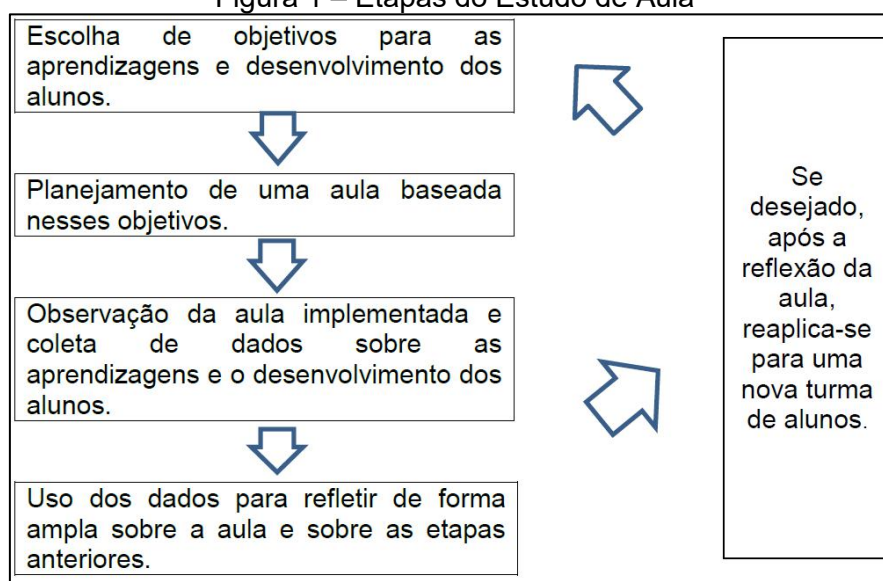 Figura 1 – Etapas do Estudo de Aula
Escolha de objetivos para as
aprendizagens e desenvolvimento dos
alunos.
Planejamento de uma aula baseada
nesses objetivos.
Observação da aula implementada e
coleta de dados sobre as
aprendizagens e o desenvolvimento dos
alunos.
Uso dos dados para refletir de forma
ampla sobre a aula e sobre as etapas
anteriores.
Se
desejado,
após a
reflexão da
aula,
reaplica-se
para uma
nova turma
de alunos.